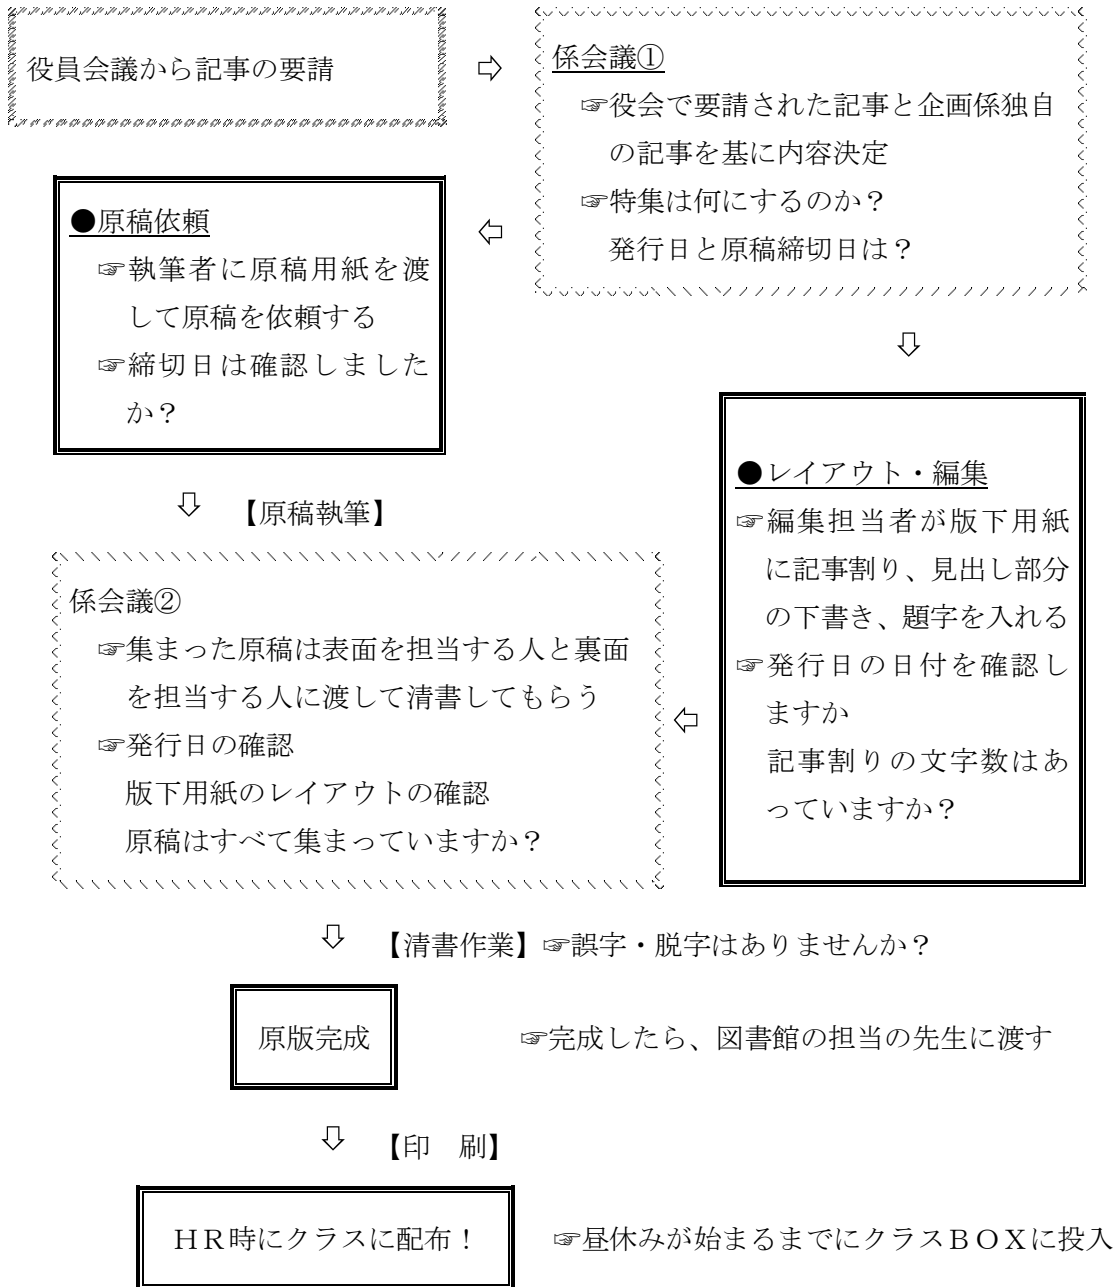 役員会議から記事の要請
⇨
係会議①
☞役会で要請された記事と企画係独自
の記事を基に内容決定
☞特集は何にするのか？
発行日と原稿締切日は？
⇦
●原稿依頼
☞執筆者に原稿用紙を渡
して原稿を依頼する
☞締切日は確認しました
か？
⇩
⇩ 【原稿執筆】
●レイアウト・編集
☞編集担当者が版下用紙
に記事割り、見出し部分
の下書き、題字を入れる
☞発行日の日付を確認し
ますか
記事割りの文字数はあ
っていますか？
⇦
係会議②
☞集まった原稿は表面を担当する人と裏面
を担当する人に渡して清書してもらう
☞発行日の確認
版下用紙のレイアウトの確認
原稿はすべて集まっていますか？
⇩ 【清書作業】☞誤字・脱字はありませんか？
原版完成 ☞完成したら、図書館の担当の先生に渡す
⇩ 【印　刷】
ＨＲ時にクラスに配布！ ☞昼休みが始まるまでにクラスＢＯＸに投入